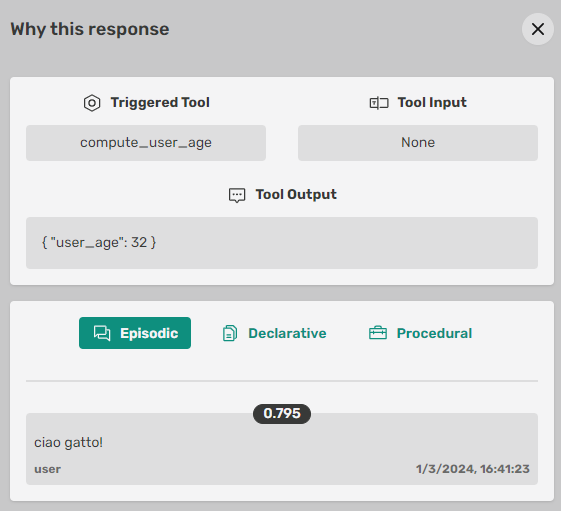 Why this response
Triggered Tool
Tool Input
compute_user_age
None
Tool Output
{ "user_age": 32 }
Episodic
Declarative
Procedural
0.795
ciao gatto!
user
1/3/2024, 16:41:23